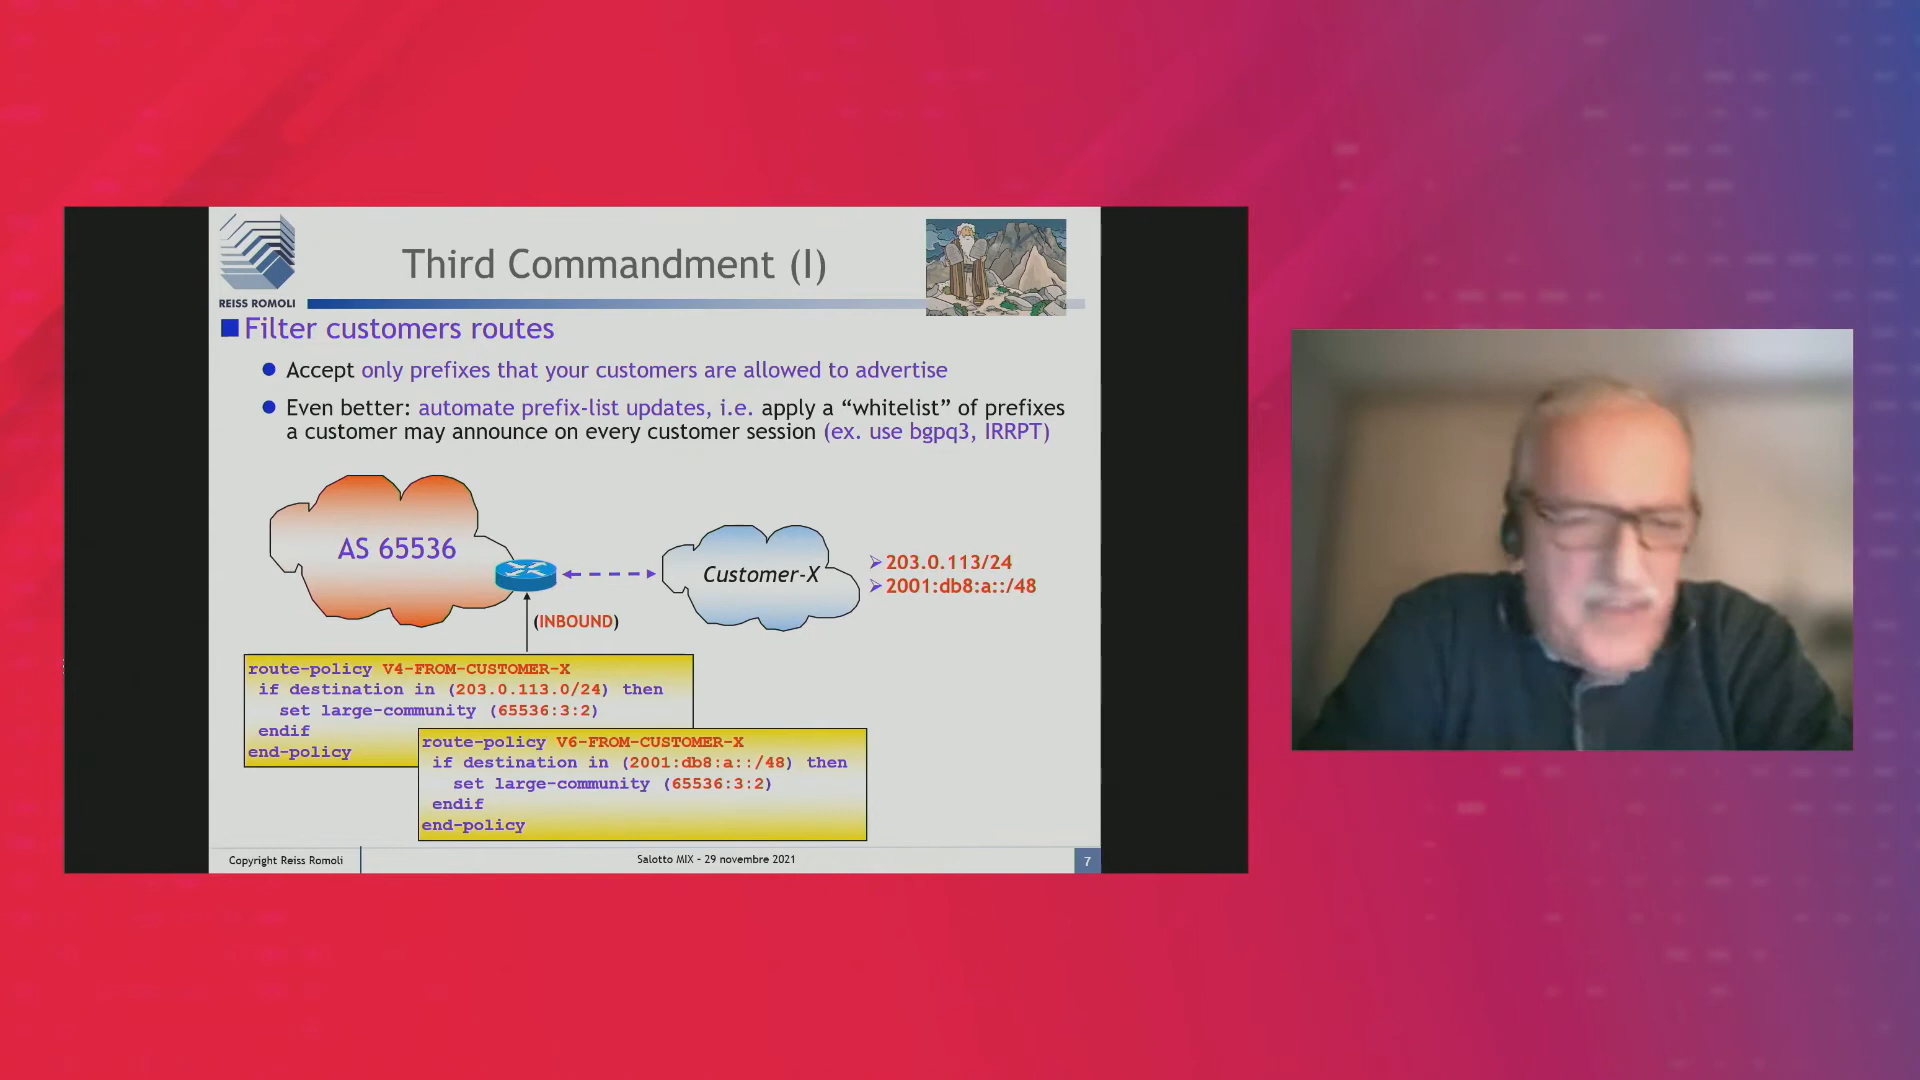 REISS ROMOLI
Third Commandment (I)
Filter customers routes
Accept only prefixes that your customers are allowed to advertise
Even better: automate prefix-list updates, i.e. apply a “whitelist” of prefixes
a customer may announce on every customer session (ex. use bgpq3, IRRPT)
AS 65536
Customer-X
203.0.113/24
2001:db8:a::/48
(INBOUND)
route-policy V4-FROM-CUSTOMER-X
if destination in (203.0.113.0/24) then
set large-community (65536:3:2)
endif
end-policy
route-policy V6-FROM-CUSTOMER-X
if destination in (2001:db8:a::/48) then
set large-community (65536:3:2)
endif
end-policy
Copyright Reiss Romoli
Salotto MIX - 29 novembre 2021
7